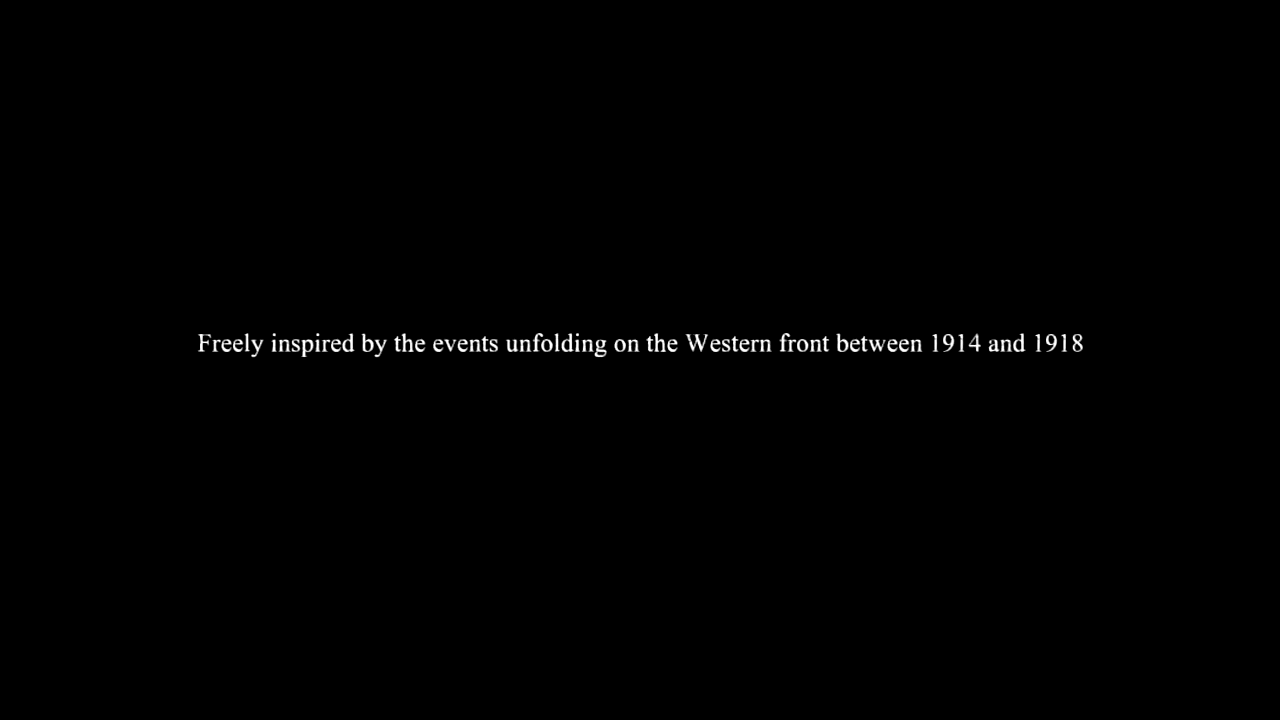 Freely inspired by the events unfolding on the Western front between 1914 and 1918